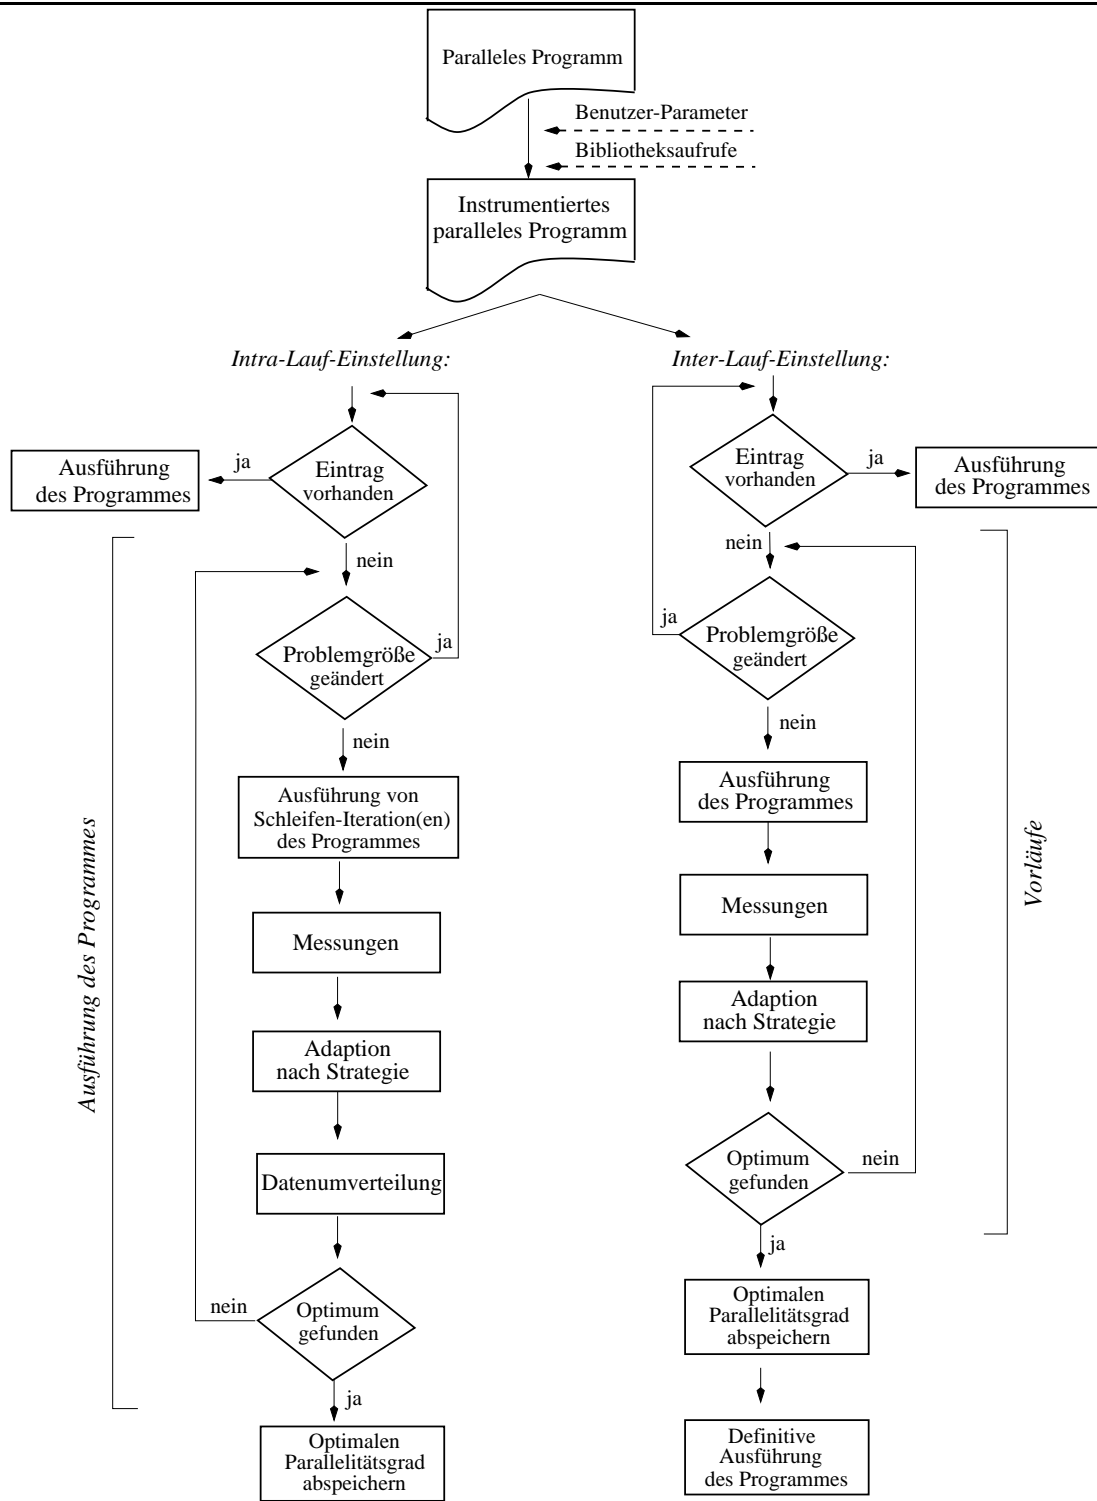 Paralleles Programm
Benutzer-Parameter
Bibliotheksaufrufe
Instrumentiertes
paralleles Programm
Intra-Lauf-Einstellung:
Eintrag
vorhanden
ja
Ausführung
des Programmes
nein
Problemgröße
geändert
ja
nein
Ausführung von
Schleifen-Iteration(en)
des Programmes
Messungen
Adaption
nach Strategie
Datenumverteilung
Optimum
gefunden
nein
ja
Optimalen
Parallelitätsgrad
abspeichern
Ausführung des Programmes
Inter-Lauf-Einstellung:
Eintrag
vorhanden
ja
Ausführung
des Programmes
nein
Problemgröße
geändert
ja
nein
Ausführung
des Programmes
Messungen
Adaption
nach Strategie
Optimum
gefunden
nein
ja
Optimalen
Parallelitätsgrad
abspeichern
Definitive
Ausführung
des Programmes
Vorläufe